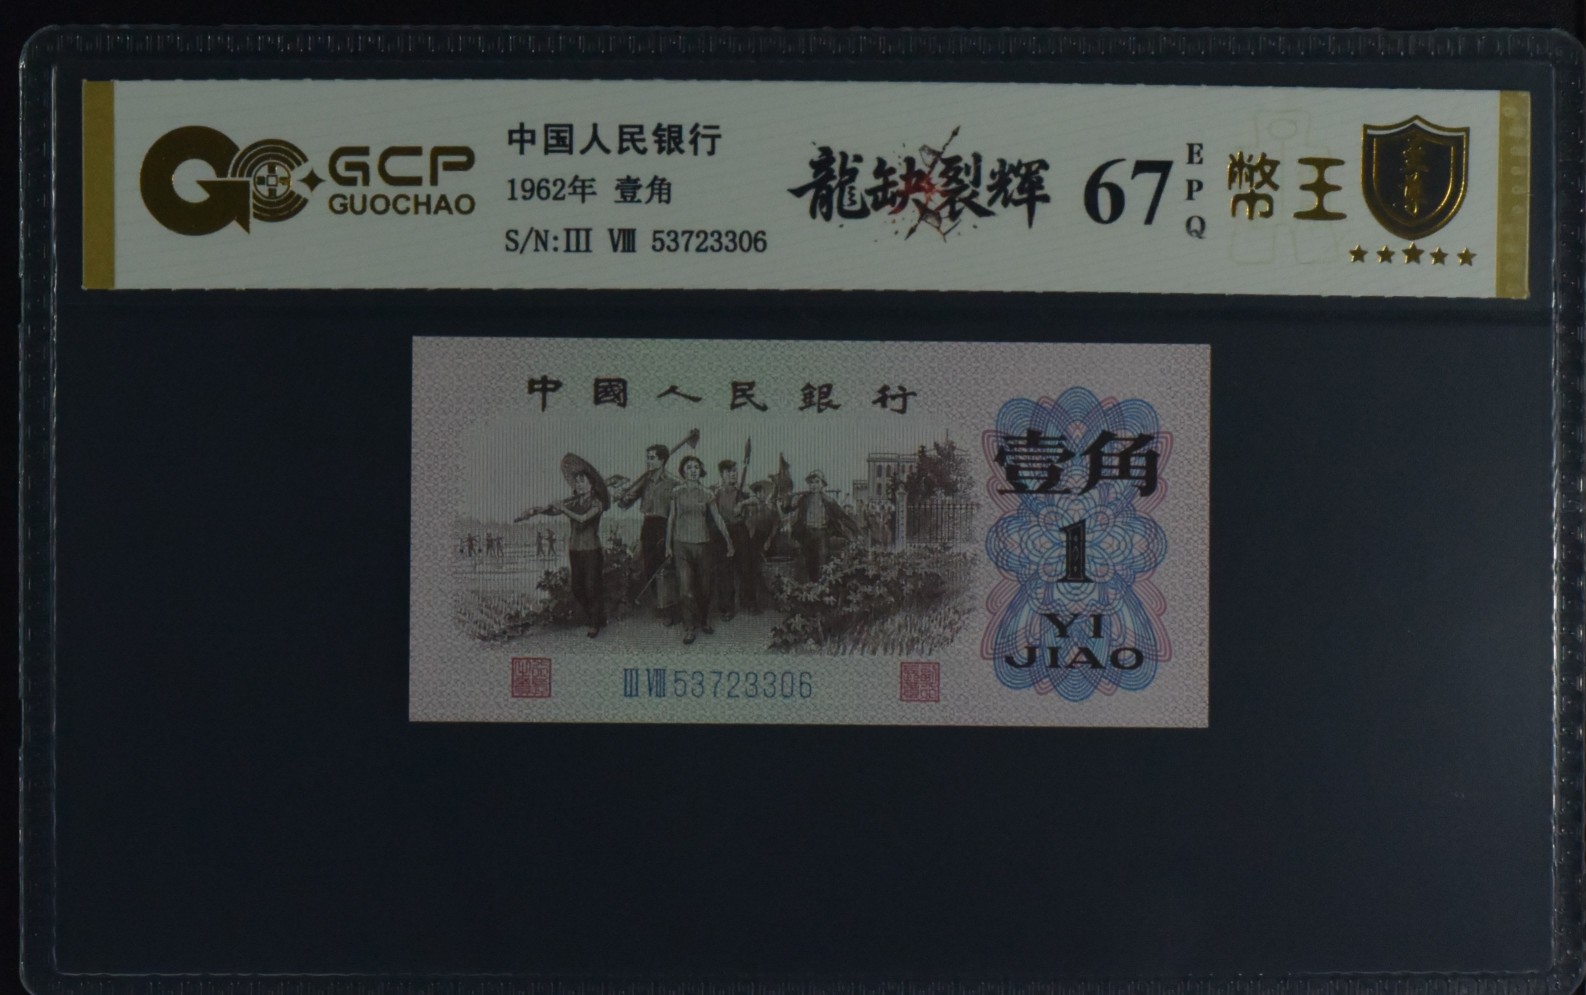 GCP
GUOCHAO
中国人民银行
1962年 壹角
S/N:III VIII 53723306
龍缺裂輝
67
EPQ
幣王
中國人民銀行
壹角
1
YI
JIAO
III VIII 53723306